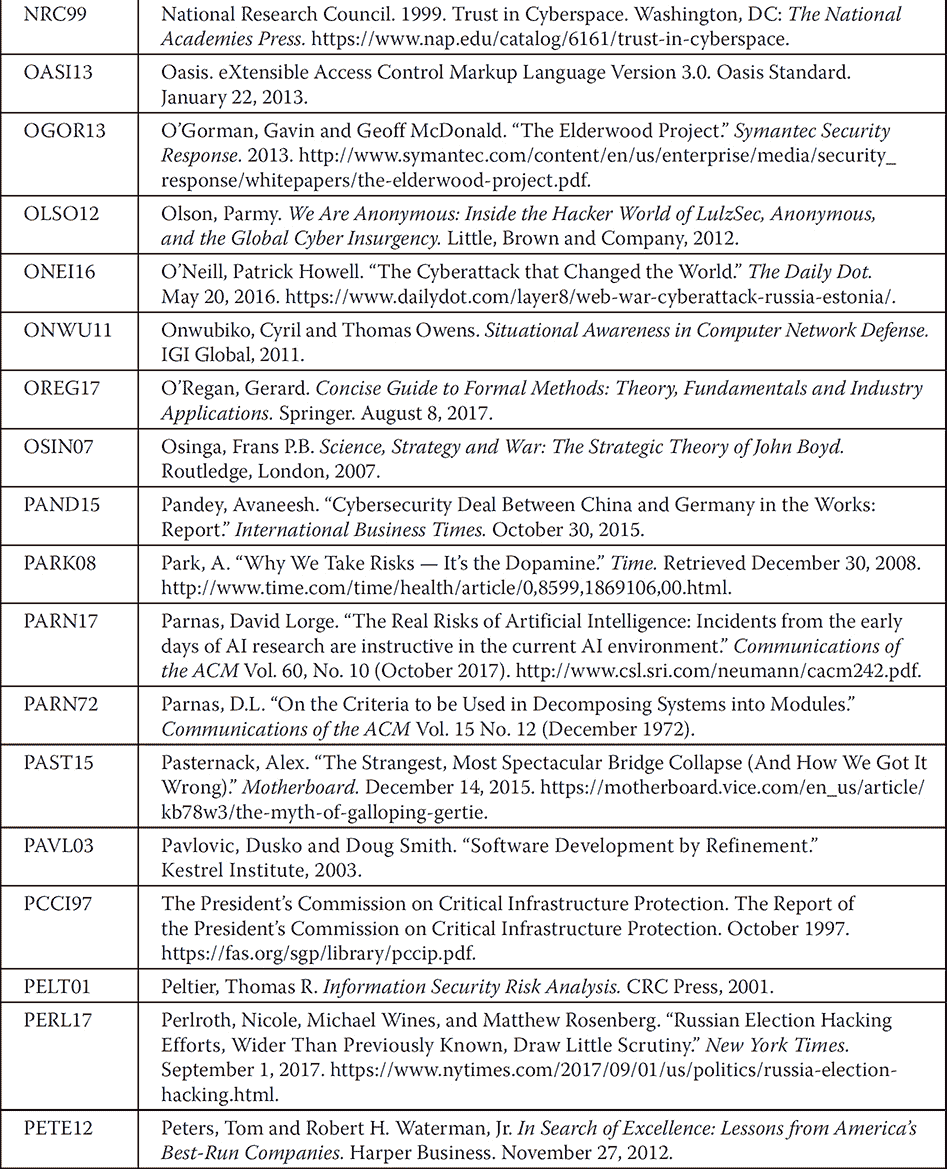 NRC99 National Research Council. 1999. Trust in Cyberspace. Washington, DC: The National
Academies Press. https://www.nap.edu/catalog/6161/trust-in-cyberspace.
OASI13 Oasis. eXtensible Access Control Markup Language Version 3.0. Oasis Standard.
January 22, 2013.
OGOR13 O’Gorman, Gavin and Geoff McDonald. “The Elderwood Project.” Symantec Security
Response. 2013. http://www.symantec.com/content/en/us/enterprise/media/security_
response/whitepapers/the-elderwood-project.pdf.
OLSO12 Olson, Parmy. We Are Anonymous: Inside the Hacker World of LulzSec, Anonymous,
and the Global Cyber Insurgency. Little, Brown and Company, 2012.
ONEI16 O’Neill, Patrick Howell. “The Cyberattack that Changed the World.” The Daily Dot.
May 20, 2016. https://www.dailydot.com/layer8/web-war-cyberattack-russia-estonia/.
ONWU11 Onwubiko, Cyril and Thomas Owens. Situational Awareness in Computer Network Defense.
IGI Global, 2011.
OREG17 O’Regan, Gerard. Concise Guide to Formal Methods: Theory, Fundamentals and Industry
Applications. Springer. August 8, 2017.
OSIN07 Osinga, Frans P.B. Science, Strategy and War: The Strategic Theory of John Boyd.
Routledge, London, 2007.
PAND15 Pandey, Avaneesh. “Cybersecurity Deal Between China and Germany in the Works:
Report.” International Business Times. October 30, 2015.
PARK08 Park, A. “Why We Take Risks — It’s the Dopamine.” Time. Retrieved December 30, 2008.
http://www.time.com/time/health/article/0,8599,1869106,00.html.
PARN17 Parnas, David Lorge. “The Real Risks of Artificial Intelligence: Incidents from the early
days of AI research are instructive in the current AI environment.” Communications of
the ACM Vol. 60, No. 10 (October 2017). http://www.csl.sri.com/neumann/cacm242.pdf.
PARN72 Parnas, D.L. “On the Criteria to be Used in Decomposing Systems into Modules.”
Communications of the ACM Vol. 15 No. 12 (December 1972).
PAST15 Pasternack, Alex. “The Strangest, Most Spectacular Bridge Collapse (And How We Got It
Wrong).” Motherboard. December 14, 2015. https://motherboard.vice.com/en_us/article/
kb78w3/the-myth-of-galloping-gertie.
PAVL03 Pavlovic, Dusko and Doug Smith. “Software Development by Refinement.”
Kestrel Institute, 2003.
PCCI97 The President’s Commission on Critical Infrastructure Protection. The Report of
the President’s Commission on Critical Infrastructure Protection. October 1997.
https://fas.org/sgp/library/pccip.pdf.
PELT01 Peltier, Thomas R. Information Security Risk Analysis. CRC Press, 2001.
PERL17 Perlroth, Nicole, Michael Wines, and Matthew Rosenberg. “Russian Election Hacking
Efforts, Wider Than Previously Known, Draw Little Scrutiny.” New York Times.
September 1, 2017. https://www.nytimes.com/2017/09/01/us/politics/russia-election-
hacking.html.
PETE12 Peters, Tom and Robert H. Waterman, Jr. In Search of Excellence: Lessons from America’s
Best-Run Companies. Harper Business. November 27, 2012.